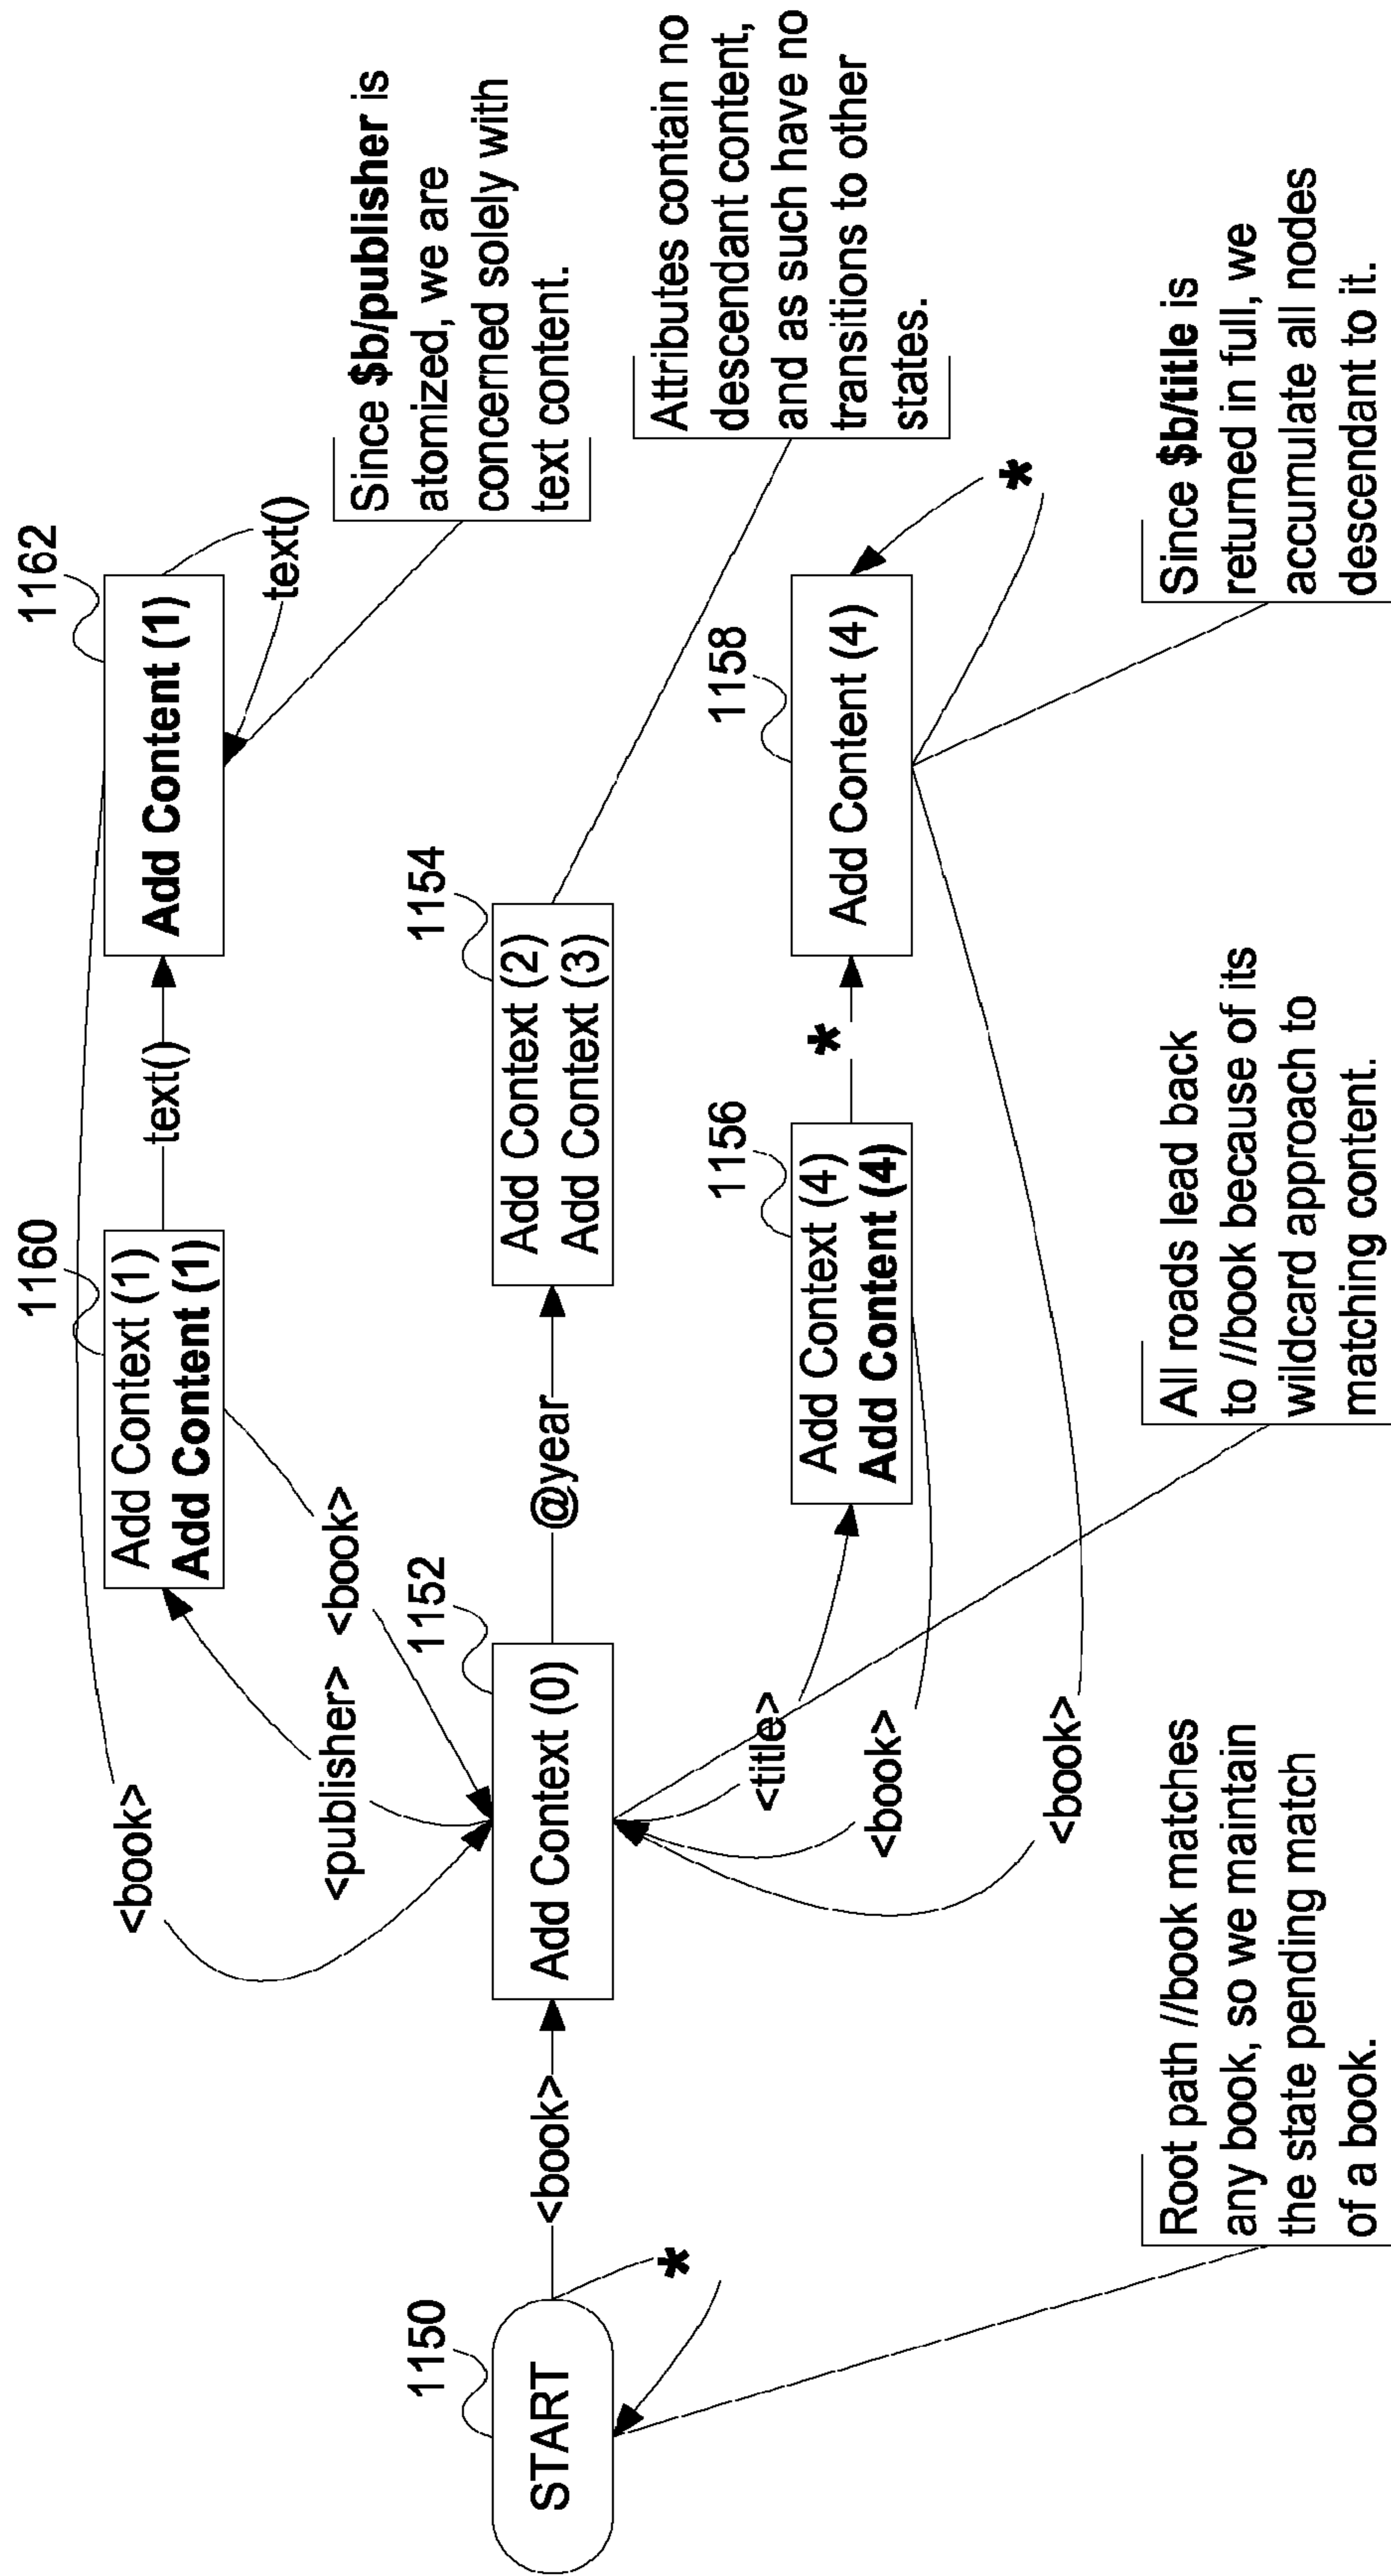 1150
START
*
<book>
1152
Add Context (0)
<book>
<publisher>
<book>
1160
Add Context (1)
Add Content (1)
text()
1162
Add Content (1)
text()
Since $b/publisher is
atomized, we are
concerned solely with
text content.
@year
1154
Add Context (2)
Add Context (3)
Attributes contain no
descendant content,
and as such have no
transitions to other
states.
<title>
<book>
<book>
1156
Add Context (4)
Add Content (4)
*
1158
Add Content (4)
*
Root path //book matches
any book, so we maintain
the state pending match
of a book.
All roads lead back
to //book because of its
wildcard approach to
matching content.
Since $b/title is
returned in full, we
accumulate all nodes
descendant to it.